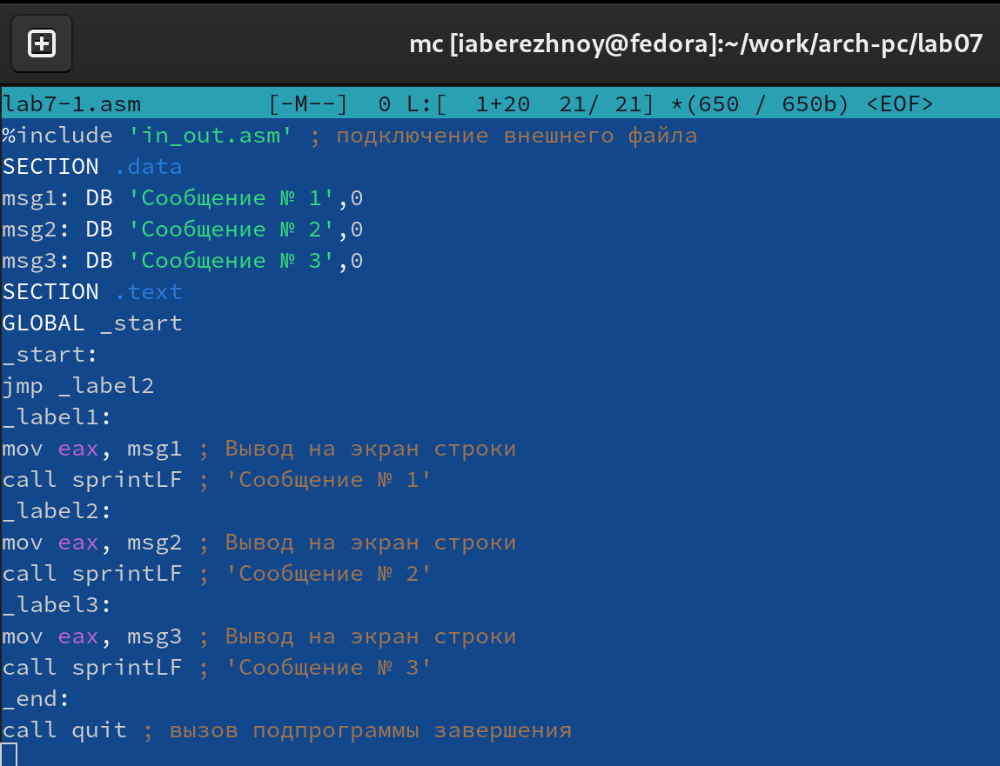 mc [iaberezhnoy@fedora]:~/work/arch-pc/lab07
lab7-1.asm [-M--] 0 L:[ 1+20 21/ 21] *(650 / 650b) <EOF>
%include 'in_out.asm' ; подключение внешнего файла
SECTION .data
msg1: DB 'Сообщение № 1',0
msg2: DB 'Сообщение № 2',0
msg3: DB 'Сообщение № 3',0
SECTION .text
GLOBAL _start
_start:
jmp _label2
_label1:
mov eax, msg1 ; Вывод на экран строки
call sprintLF ; 'Сообщение № 1'
_label2:
mov eax, msg2 ; Вывод на экран строки
call sprintLF ; 'Сообщение № 2'
_label3:
mov eax, msg3 ; Вывод на экран строки
call sprintLF ; 'Сообщение № 3'
_end:
call quit ; вызов подпрограммы завершения